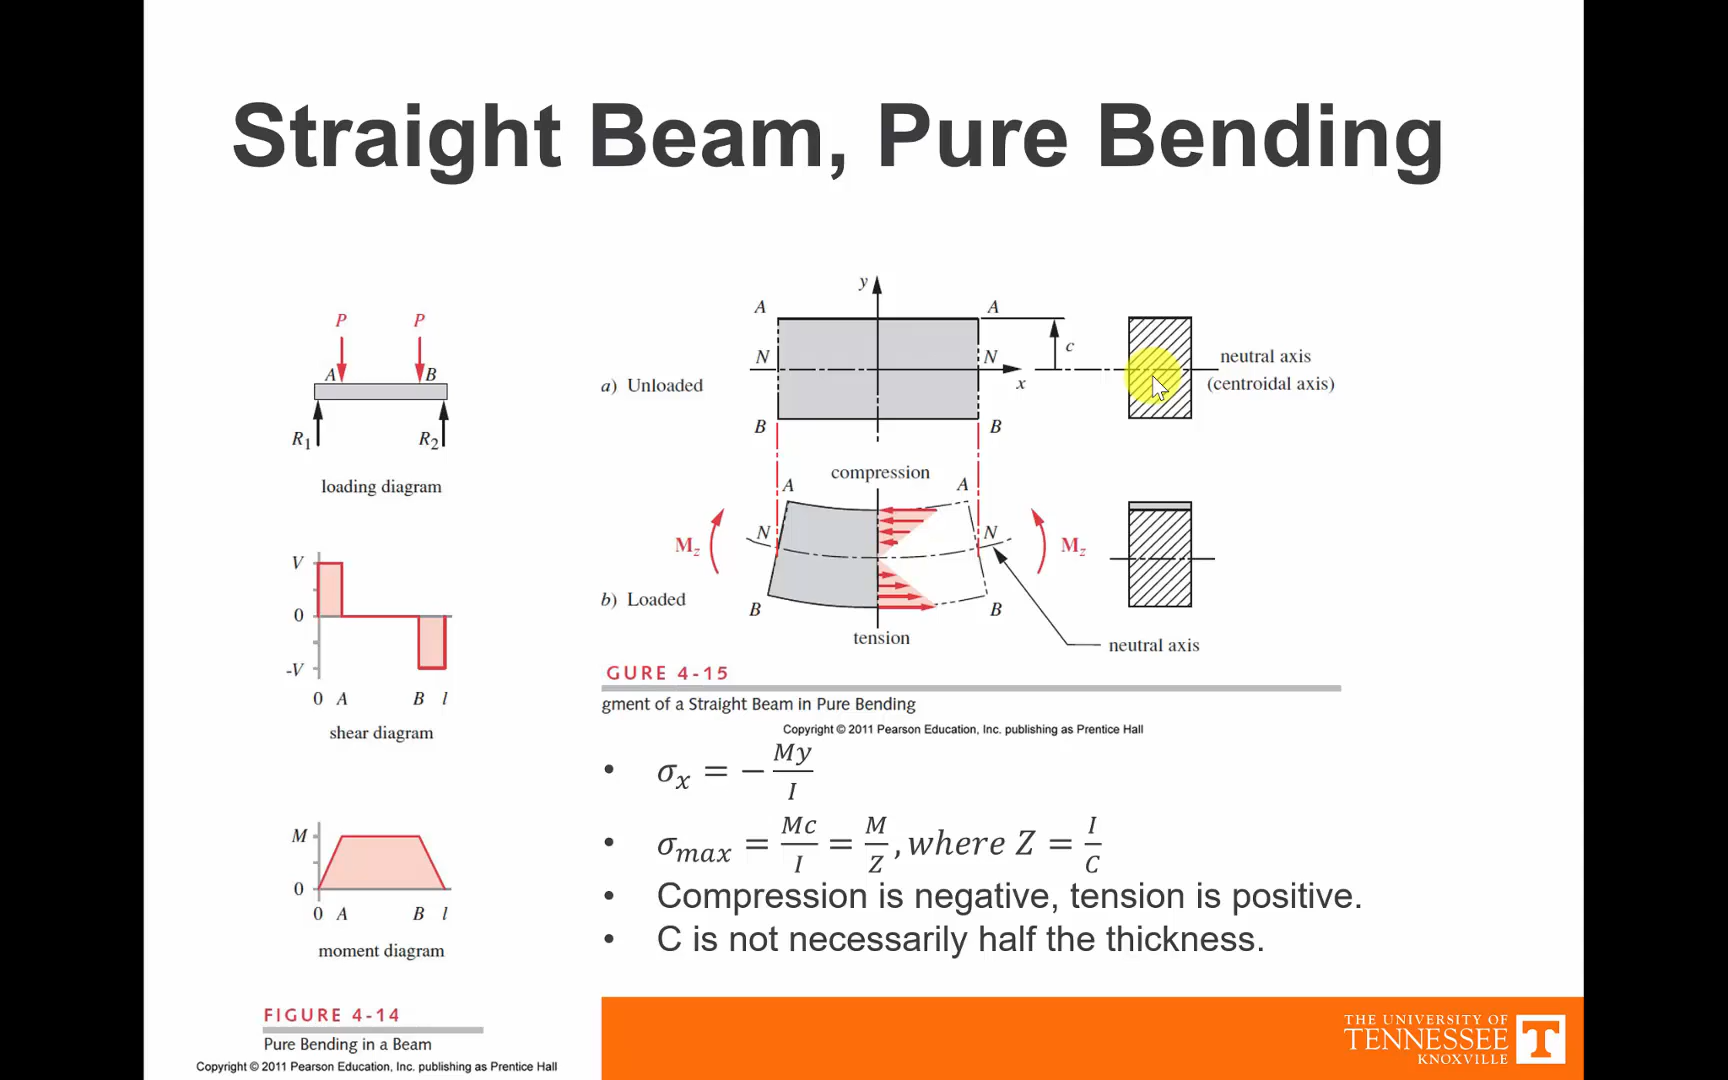 Straight Beam, Pure Bending
P P
A B
R1 R2
loading diagram
V
0
-V
0 A B l
shear diagram
M
0
0 A B l
moment diagram
FIGURE 4-14
Pure Bending in a Beam
Copyright © 2011 Pearson Education, Inc. publishing as Prentice Hall
y
A A
c
N N
x
a) Unloaded
B B
neutral axis
(centroidal axis)
compression
A A
N N
Mz Mz
b) Loaded
B B
tension
neutral axis
GURE 4-15
gment of a Straight Beam in Pure Bending
Copyright © 2011 Pearson Education, Inc. publishing as Prentice Hall
• σx = − My/I
• σmax = Mc/I = M/Z, where Z = I/C
• Compression is negative, tension is positive.
• C is not necessarily half the thickness.
THE UNIVERSITY OF
TENNESSEE
KNOXVILLE
T